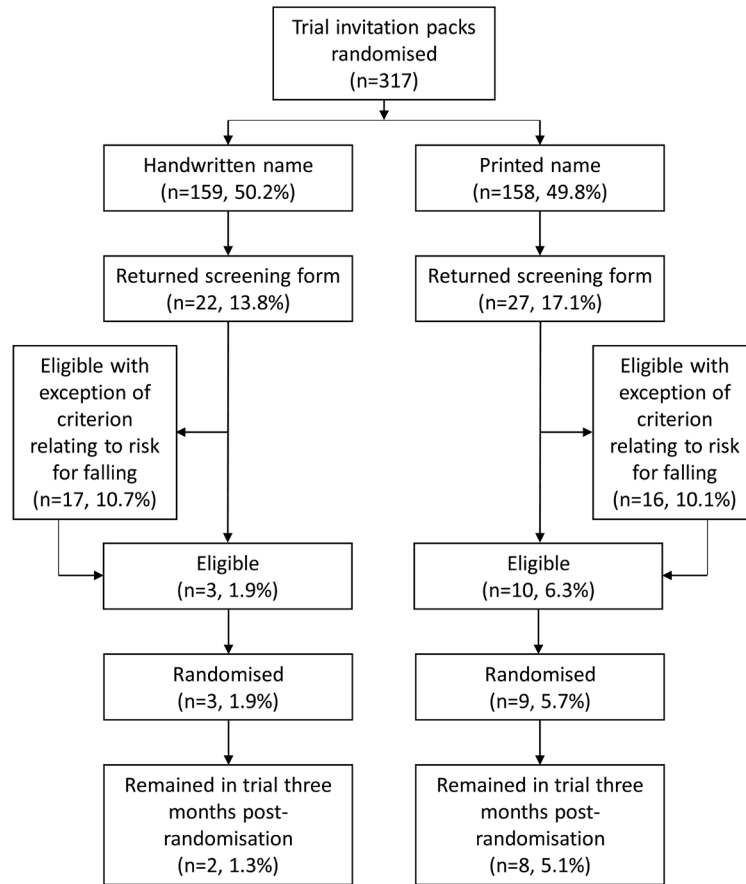 Trial invitation packs
randomised
(n=317)
Handwritten name
(n=159, 50.2%)
Printed name
(n=158, 49.8%)
Returned screening form
(n=22, 13.8%)
Returned screening form
(n=27, 17.1%)
Eligible with
exception of
criterion
relating to risk
for falling
(n=17, 10.7%)
Eligible with
exception of
criterion
relating to risk
for falling
(n=16, 10.1%)
Eligible
(n=3, 1.9%)
Eligible
(n=10, 6.3%)
Randomised
(n=3, 1.9%)
Randomised
(n=9, 5.7%)
Remained in trial three
months post-
randomisation
(n=2, 1.3%)
Remained in trial three
months post-
randomisation
(n=8, 5.1%)